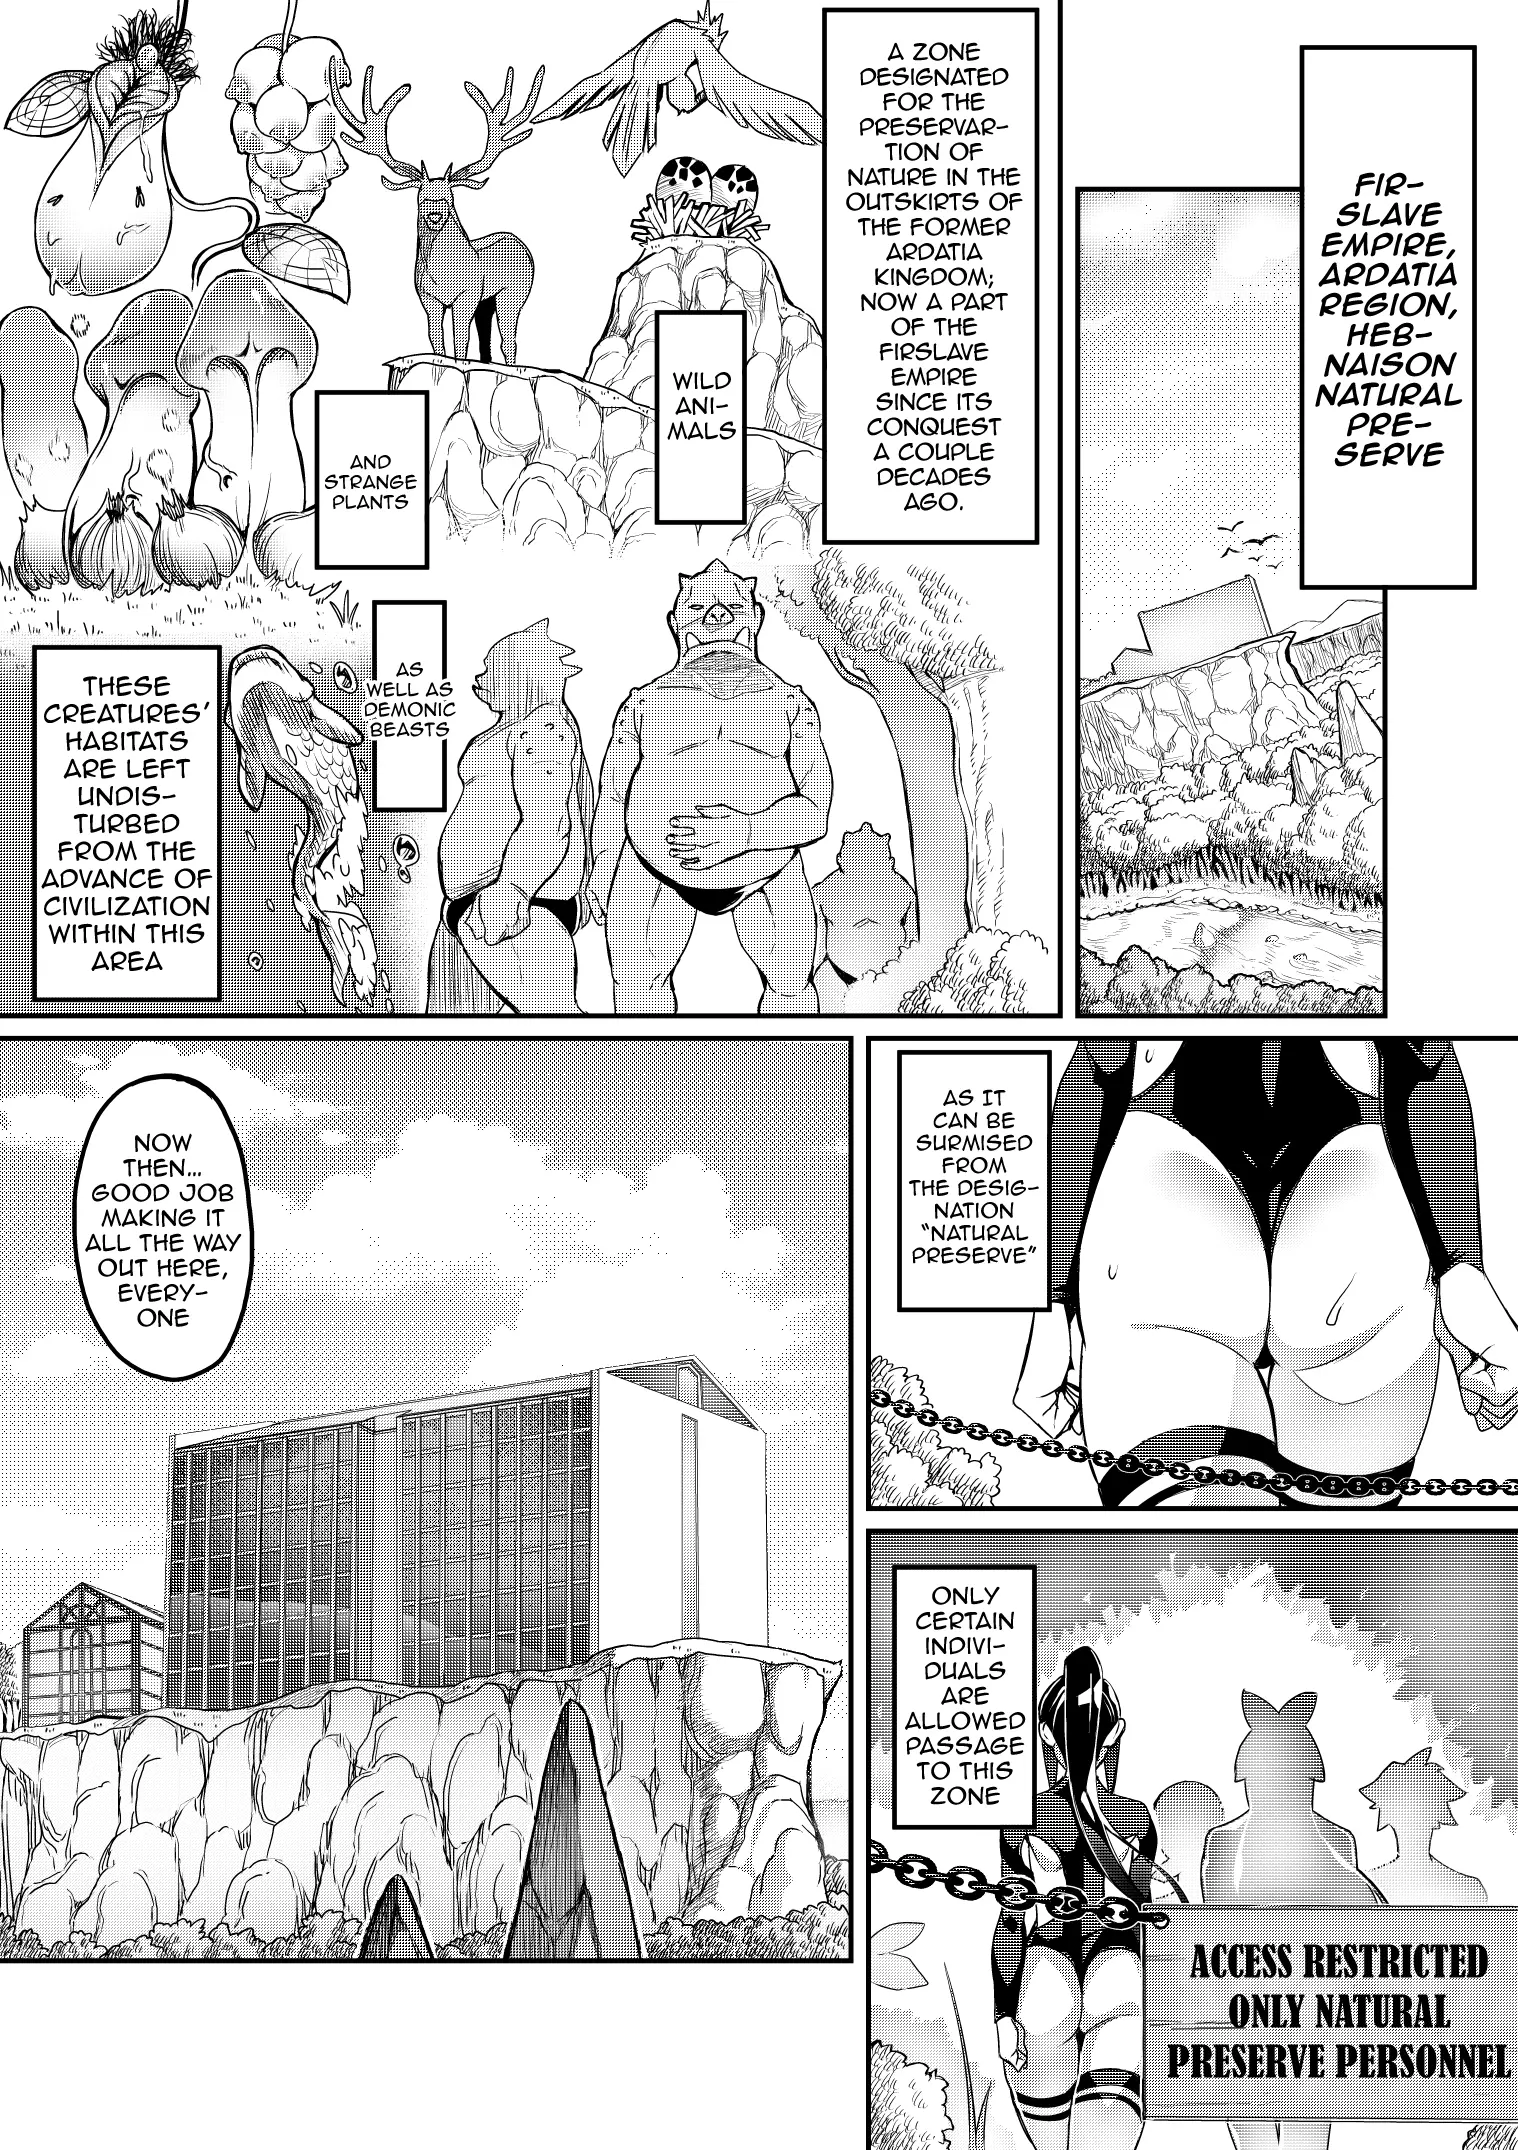 FIR-
SLAVE
EMPIRE,
ARDATIA
REGION,
HEB-
NAISON
NATURAL
PRE-
SERVE
A ZONE
DESIGNATED
FOR THE
PRESERVAR-
TION OF
NATURE IN THE
OUTSKIRTS OF
THE FORMER
ARDATIA
KINGDOM;
NOW A PART
OF THE
FIRSLAVE
EMPIRE
SINCE ITS
CONQUEST
A COUPLE
DECADES
AGO.
WILD
ANI-
MALS
AND
STRANGE
PLANTS
AS
WELL AS
DEMONIC
BEASTS
THESE
CREATURES'
HABITATS
ARE LEFT
UNDIS-
TURBED
FROM THE
ADVANCE OF
CIVILIZATION
WITHIN THIS
AREA
AS IT
CAN BE
SURMISED
FROM
THE DESIG-
NATION
"NATURAL
PRESERVE"
ONLY
CERTAIN
INDIVI-
DUALS
ARE
ALLOWED
PASSAGE
TO THIS
ZONE
ACCESS RESTRICTED
ONLY NATURAL
PRESERVE PERSONNEL
NOW
THEN...
GOOD JOB
MAKING IT
ALL THE WAY
OUT HERE,
EVERY-
ONE